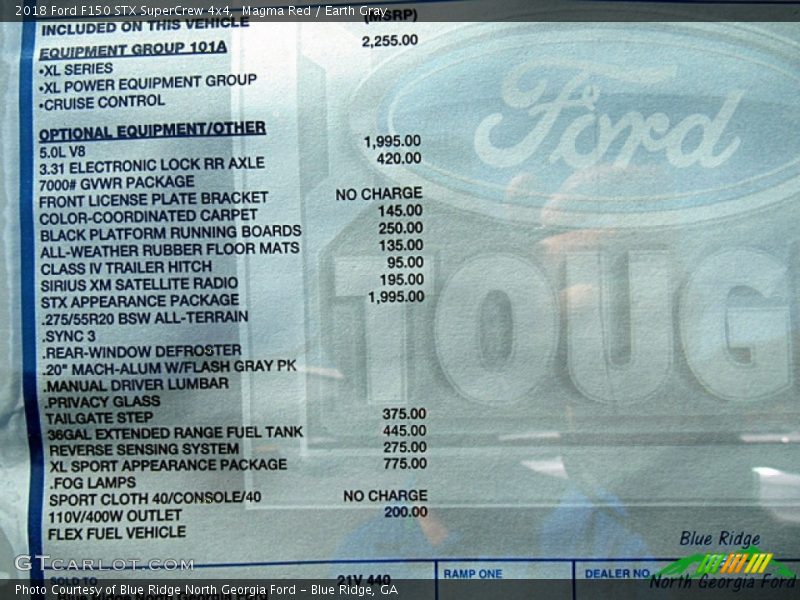 2018 Ford F150 STX SuperCrew 4x4, Magma Red / Earth Gray
INCLUDED ON THIS VEHICLE (MSRP)
EQUIPMENT GROUP 101A 2,255.00
•XL SERIES
•XL POWER EQUIPMENT GROUP
•CRUISE CONTROL
OPTIONAL EQUIPMENT/OTHER
5.0L V8 1,995.00
3.31 ELECTRONIC LOCK RR AXLE 420.00
7000# GVWR PACKAGE
FRONT LICENSE PLATE BRACKET NO CHARGE
COLOR-COORDINATED CARPET 145.00
BLACK PLATFORM RUNNING BOARDS 250.00
ALL-WEATHER RUBBER FLOOR MATS 135.00
CLASS IV TRAILER HITCH 95.00
SIRIUS XM SATELLITE RADIO 195.00
STX APPEARANCE PACKAGE 1,995.00
.275/55R20 BSW ALL-TERRAIN
.SYNC 3
.REAR-WINDOW DEFROSTER
.20" MACH-ALUM W/FLASH GRAY PK
.MANUAL DRIVER LUMBAR
.PRIVACY GLASS
TAILGATE STEP 375.00
36GAL EXTENDED RANGE FUEL TANK 445.00
REVERSE SENSING SYSTEM 275.00
XL SPORT APPEARANCE PACKAGE 775.00
.FOG LAMPS
SPORT CLOTH 40/CONSOLE/40 NO CHARGE
110V/400W OUTLET 200.00
FLEX FUEL VEHICLE
Ford
TOUG
GTCARLOT.COM
SOLD TO
21V 440
RAMP ONE
DEALER NO.
Blue Ridge
North Georgia Ford
Photo Courtesy of Blue Ridge North Georgia Ford – Blue Ridge, GA